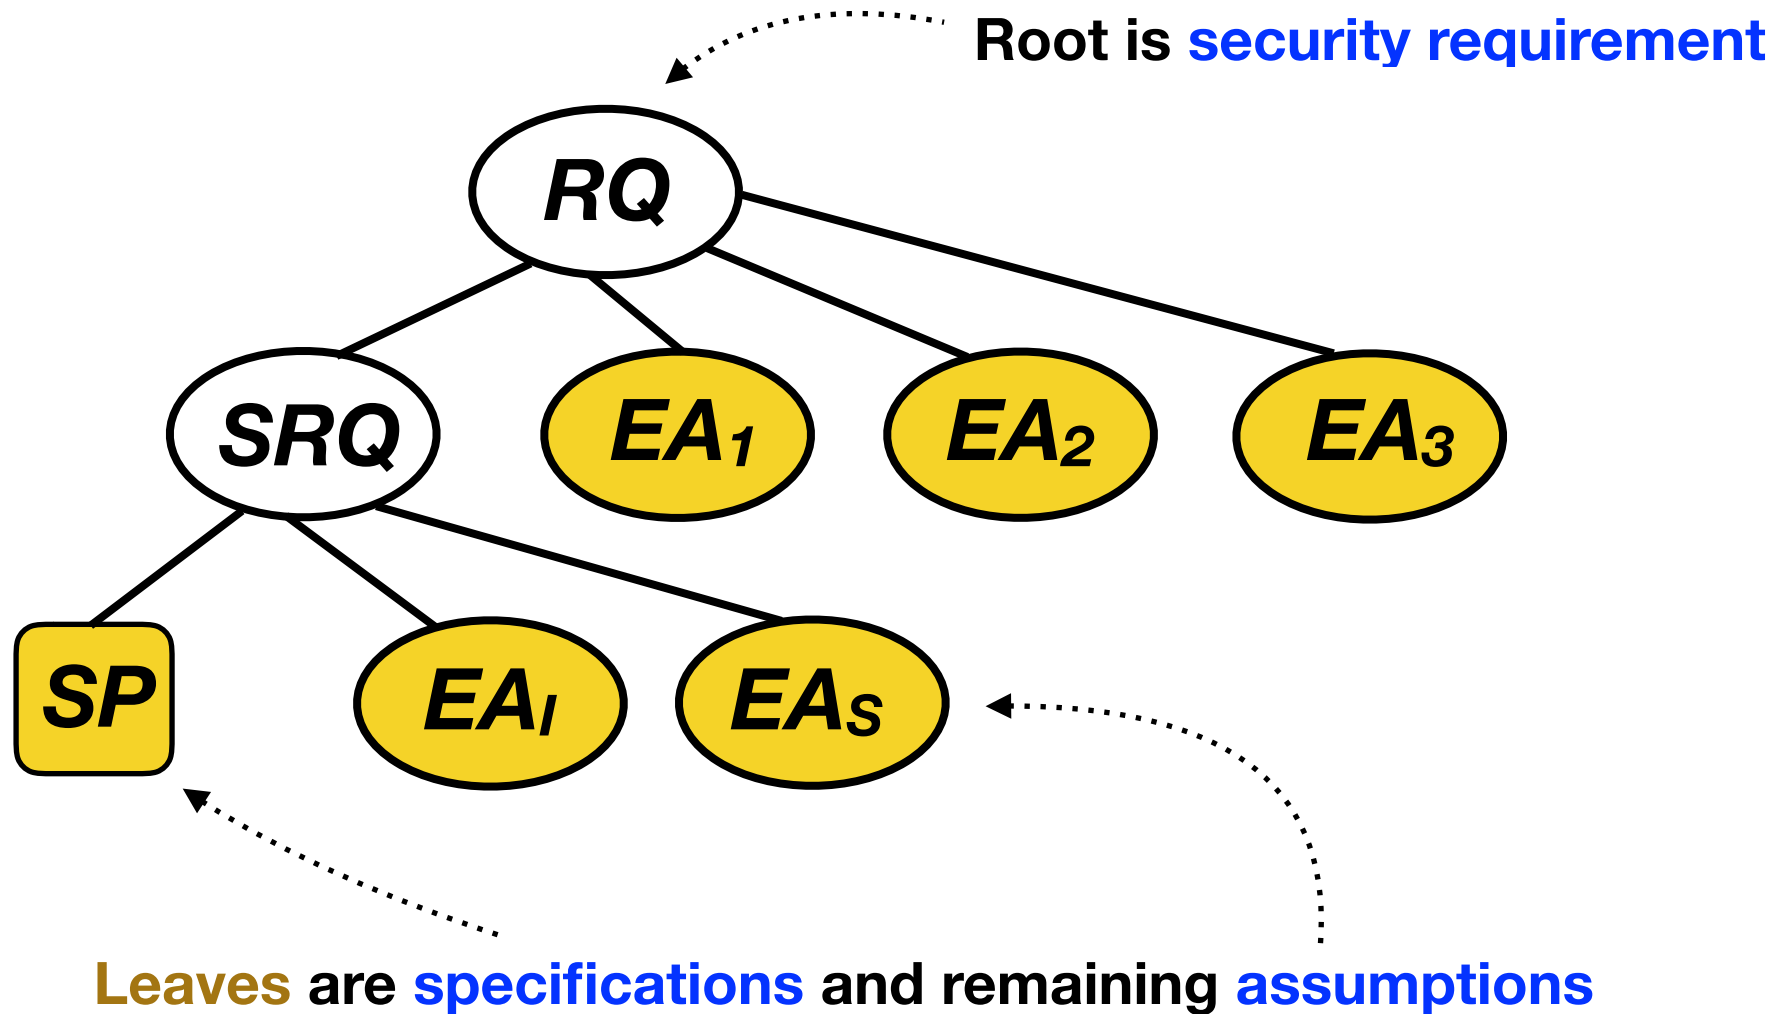 Root is security requirement
RQ
SRQ EA1 EA2 EA3
SP EAI EAS
Leaves are specifications and remaining assumptions